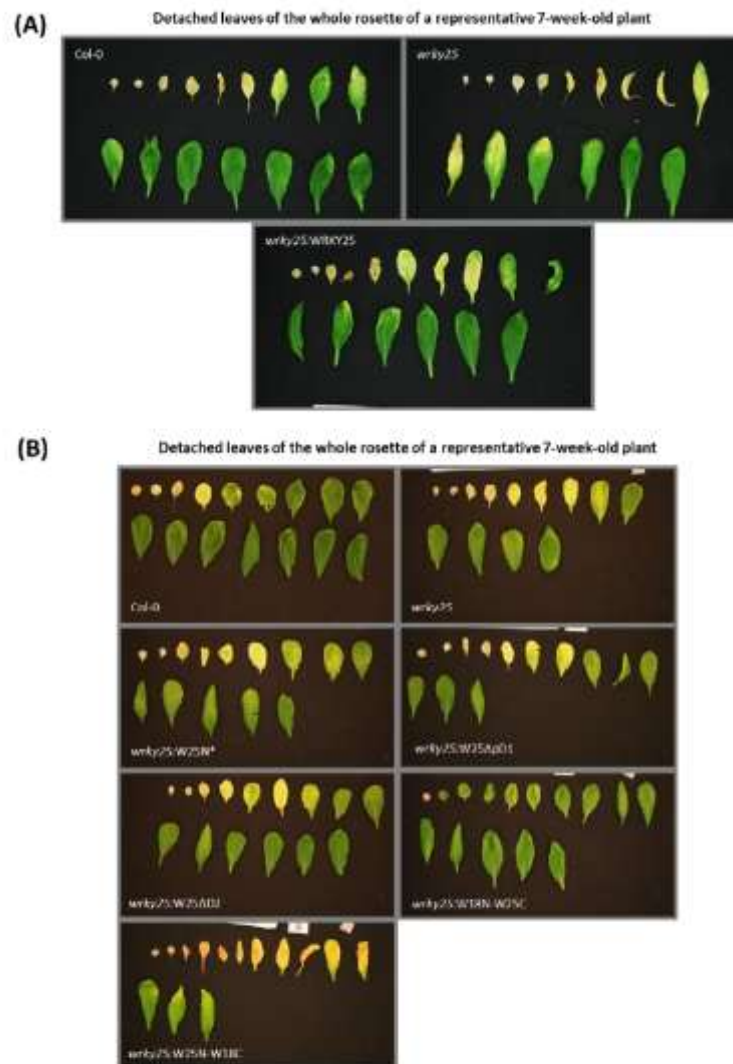 (A)
Detached leaves of the whole rosette of a representative 7-week-old plant
Col-0
wrky25
wrky25:WRKY25
(B)
Detached leaves of the whole rosette of a representative 7-week-old plant
Col-0
wrky25
wrky25:W25N*
wrky25:W25ΔpD1
wrky25:W25ΔD2
wrky25:W18N-W25C
wrky25:W25N-W18C